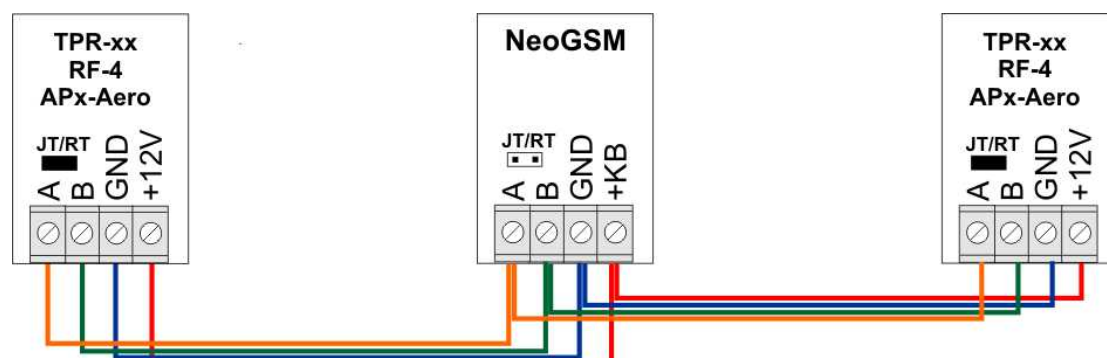 TPR-xx
RF-4
APx-Aero
JT/RT
A
B
GND
+12V
NeoGSM
JT/RT
A
B
GND
+KB
TPR-xx
RF-4
APx-Aero
JT/RT
A
B
GND
+12V